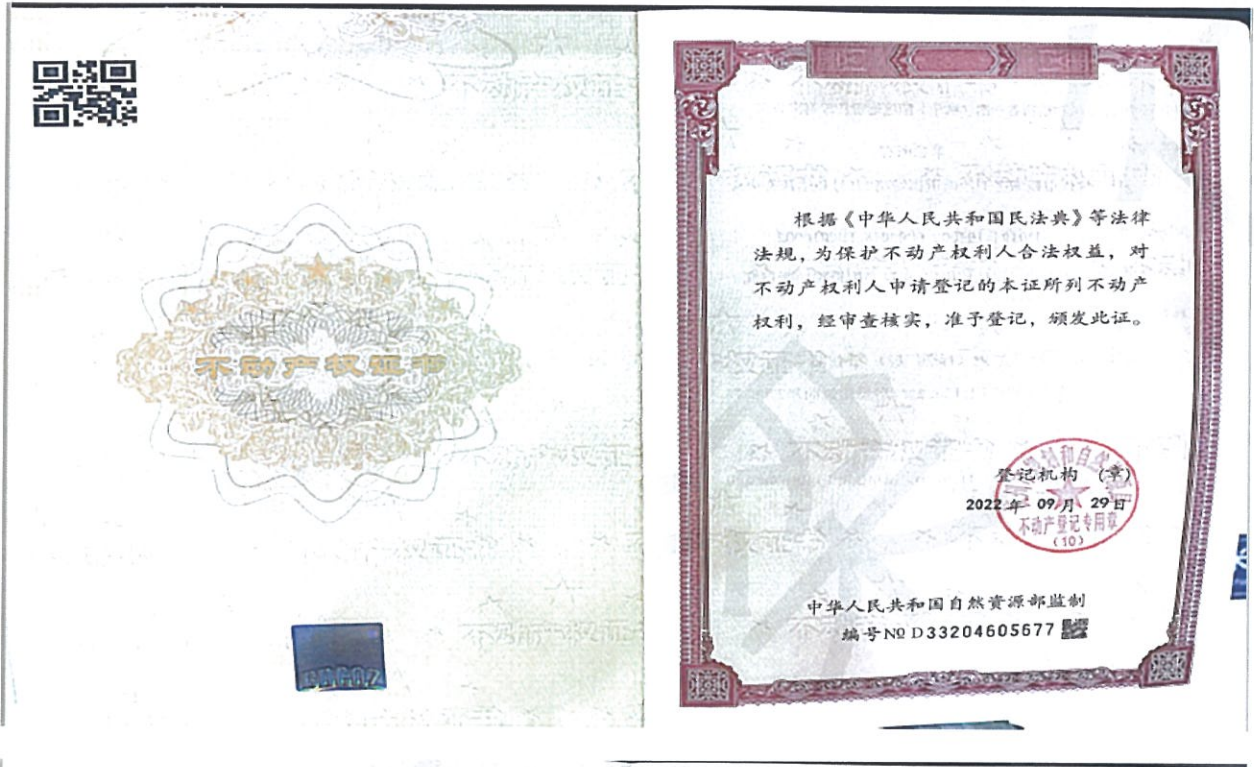 不动产权证书
根据《中华人民共和国民法典》等法律
法规，为保护不动产权利人合法权益，对
不动产权利人申请登记的本证所列不动产
权利，经审查核实，准予登记，颁发此证。
登记机构 (章)
2022年 09月 29日
不动产登记专用章
(10)
中华人民共和国自然资源部监制
编号№ D33204605677